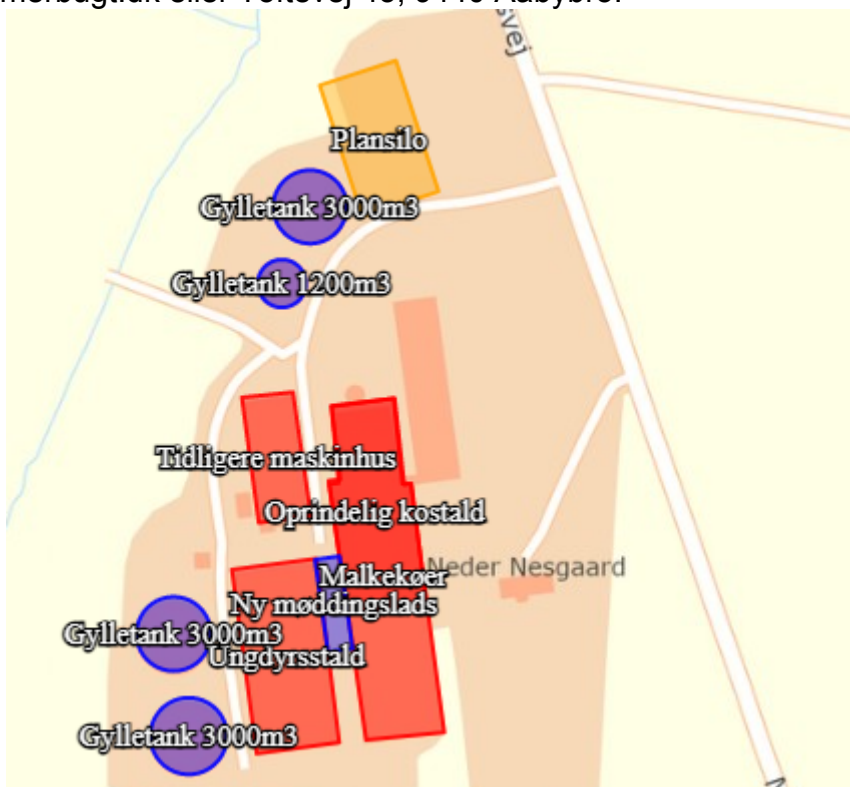 Plansilo
Gylletank 3000m3
Gylletank 1200m3
Tidligere maskinhus
Oprindelig kostald
Neder Nesgaard
Malkekøer
Ny møddingslads
Gylletank 3000m3
Ungdyrsstald
Gylletank 3000m3